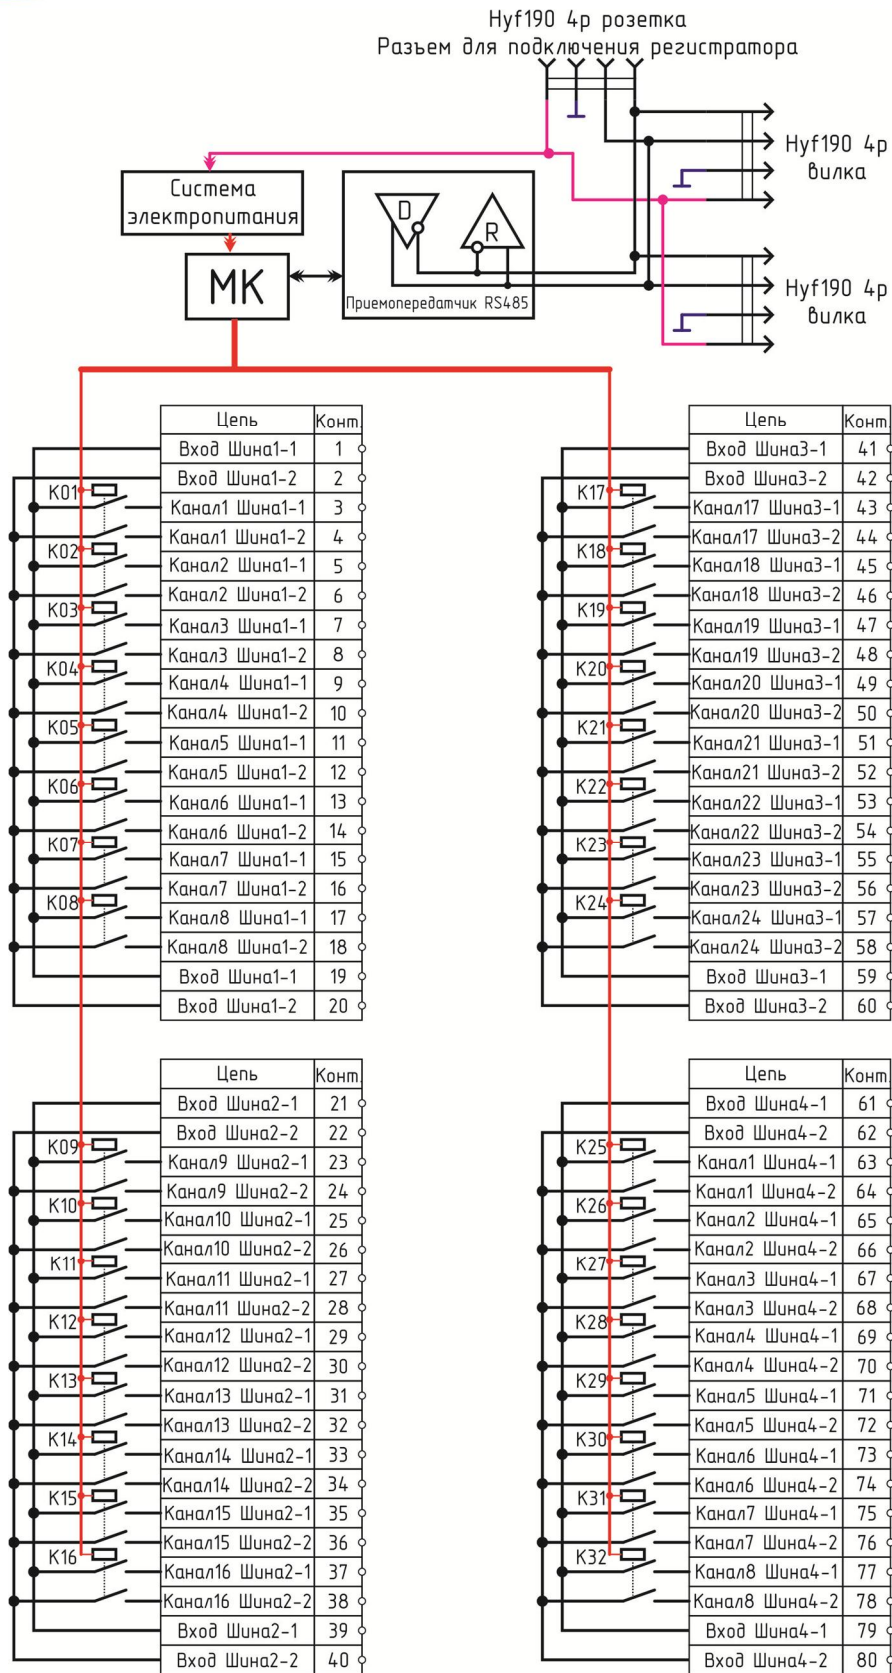 Hyf190 4р розетка
Разъем для подключения регистратора
Hyf190 4р
вилка
Система
электропитания
D
R
МК
Приемопередатчик RS485
Hyf190 4р
вилка
Цепь Конт.
Вход Шина1-1 1
Вход Шина1-2 2
K01
Канал1 Шина1-1 3
Канал1 Шина1-2 4
K02
Канал2 Шина1-1 5
Канал2 Шина1-2 6
K03
Канал3 Шина1-1 7
Канал3 Шина1-2 8
K04
Канал4 Шина1-1 9
Канал4 Шина1-2 10
K05
Канал5 Шина1-1 11
Канал5 Шина1-2 12
K06
Канал6 Шина1-1 13
Канал6 Шина1-2 14
K07
Канал7 Шина1-1 15
Канал7 Шина1-2 16
K08
Канал8 Шина1-1 17
Канал8 Шина1-2 18
Вход Шина1-1 19
Вход Шина1-2 20
Цепь Конт.
Вход Шина3-1 41
Вход Шина3-2 42
K17
Канал17 Шина3-1 43
Канал17 Шина3-2 44
K18
Канал18 Шина3-1 45
Канал18 Шина3-2 46
K19
Канал19 Шина3-1 47
Канал19 Шина3-2 48
K20
Канал20 Шина3-1 49
Канал20 Шина3-2 50
K21
Канал21 Шина3-1 51
Канал21 Шина3-2 52
K22
Канал22 Шина3-1 53
Канал22 Шина3-2 54
K23
Канал23 Шина3-1 55
Канал23 Шина3-2 56
K24
Канал24 Шина3-1 57
Канал24 Шина3-2 58
Вход Шина3-1 59
Вход Шина3-2 60
Цепь Конт.
Вход Шина2-1 21
Вход Шина2-2 22
K09
Канал9 Шина2-1 23
Канал9 Шина2-2 24
K10
Канал10 Шина2-1 25
Канал10 Шина2-2 26
K11
Канал11 Шина2-1 27
Канал11 Шина2-2 28
K12
Канал12 Шина2-1 29
Канал12 Шина2-2 30
K13
Канал13 Шина2-1 31
Канал13 Шина2-2 32
K14
Канал14 Шина2-1 33
Канал14 Шина2-2 34
K15
Канал15 Шина2-1 35
Канал15 Шина2-2 36
K16
Канал16 Шина2-1 37
Канал16 Шина2-2 38
Вход Шина2-1 39
Вход Шина2-2 40
Цепь Конт.
Вход Шина4-1 61
Вход Шина4-2 62
K25
Канал1 Шина4-1 63
Канал1 Шина4-2 64
K26
Канал2 Шина4-1 65
Канал2 Шина4-2 66
K27
Канал3 Шина4-1 67
Канал3 Шина4-2 68
K28
Канал4 Шина4-1 69
Канал4 Шина4-2 70
K29
Канал5 Шина4-1 71
Канал5 Шина4-2 72
K30
Канал6 Шина4-1 73
Канал6 Шина4-2 74
K31
Канал7 Шина4-1 75
Канал7 Шина4-2 76
K32
Канал8 Шина4-1 77
Канал8 Шина4-2 78
Вход Шина4-1 79
Вход Шина4-2 80